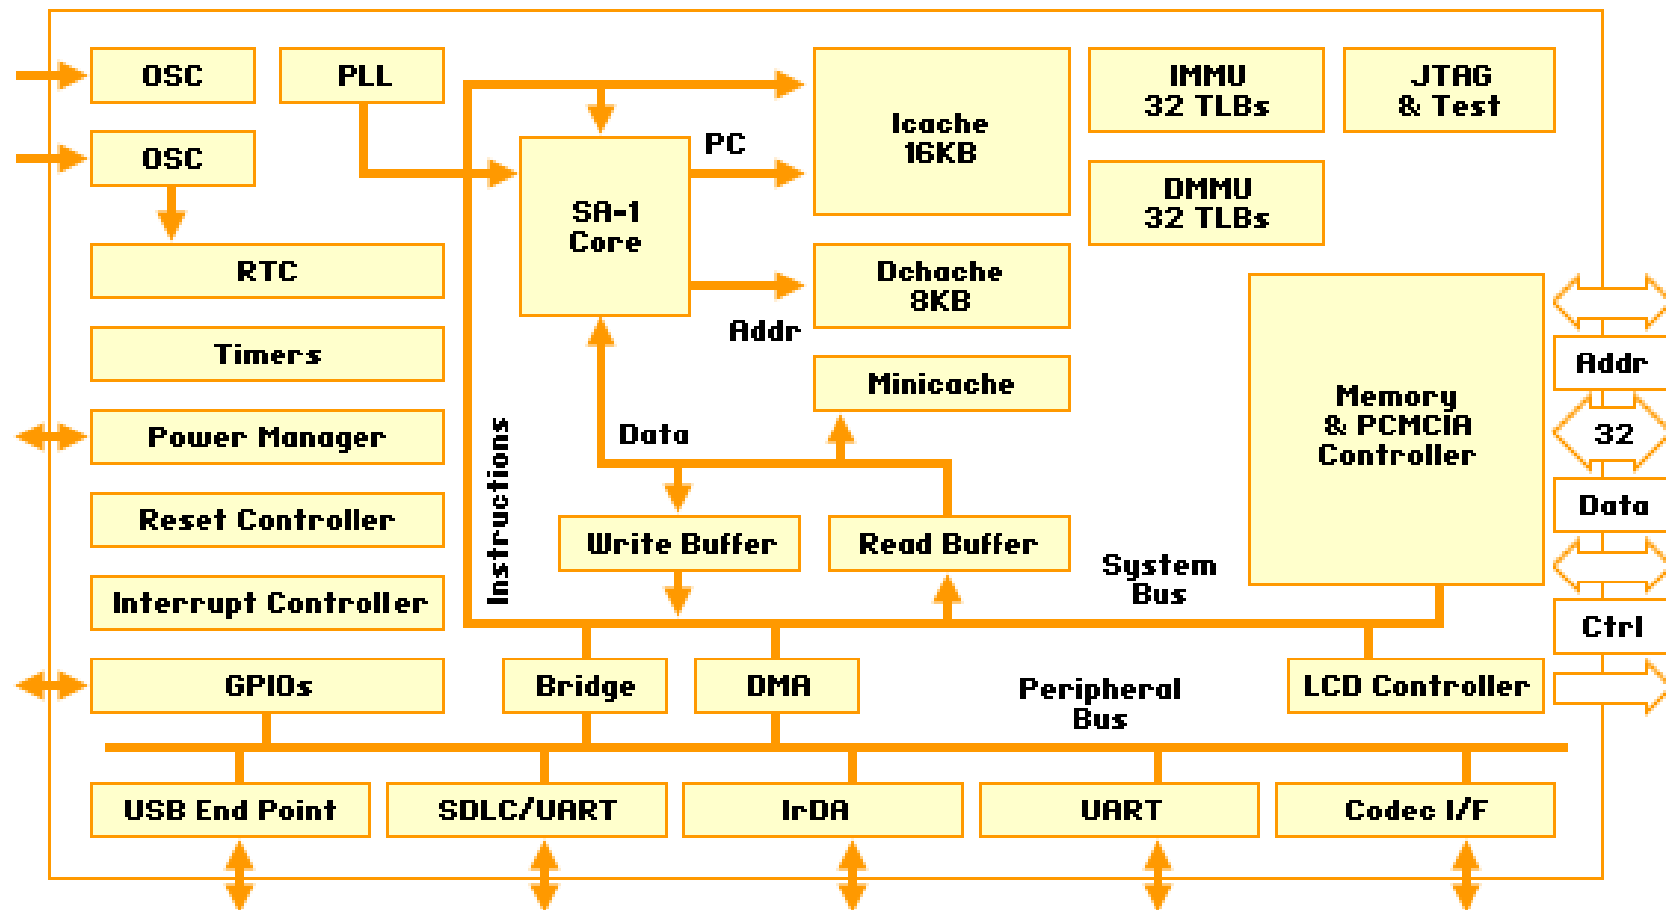 OSC
PLL
OSC
RTC
Timers
Power Manager
Reset Controller
Interrupt Controller
GPIOs
Instructions
SA-1
Core
PC
Addr
Data
Icache
16KB
Dchache
8KB
Minicache
IMMU
32 TLBs
JTAG
& Test
DMMU
32 TLBs
Memory
& PCMCIA
Controller
Addr
32
Data
Ctrl
Write Buffer
Read Buffer
System
Bus
Bridge
DMA
Peripheral
Bus
LCD Controller
USB End Point
SDLC/UART
IrDA
UART
Codec I/F